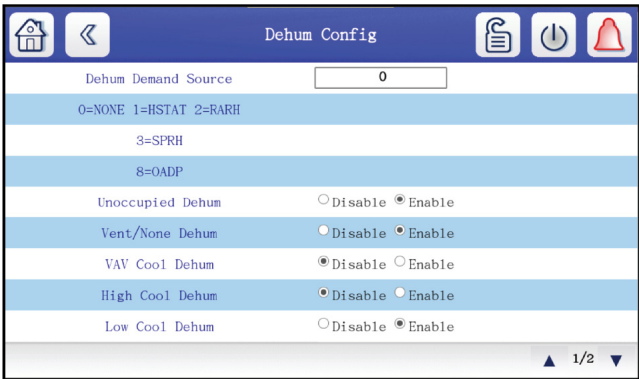 Dehum Config
Dehum Demand Source 0
0=NONE 1=HSTAT 2=RARH
3=SPRH
8=OADP
Unoccupied Dehum Disable Enable
Vent/None Dehum Disable Enable
VAV Cool Dehum Disable Enable
High Cool Dehum Disable Enable
Low Cool Dehum Disable Enable
1/2